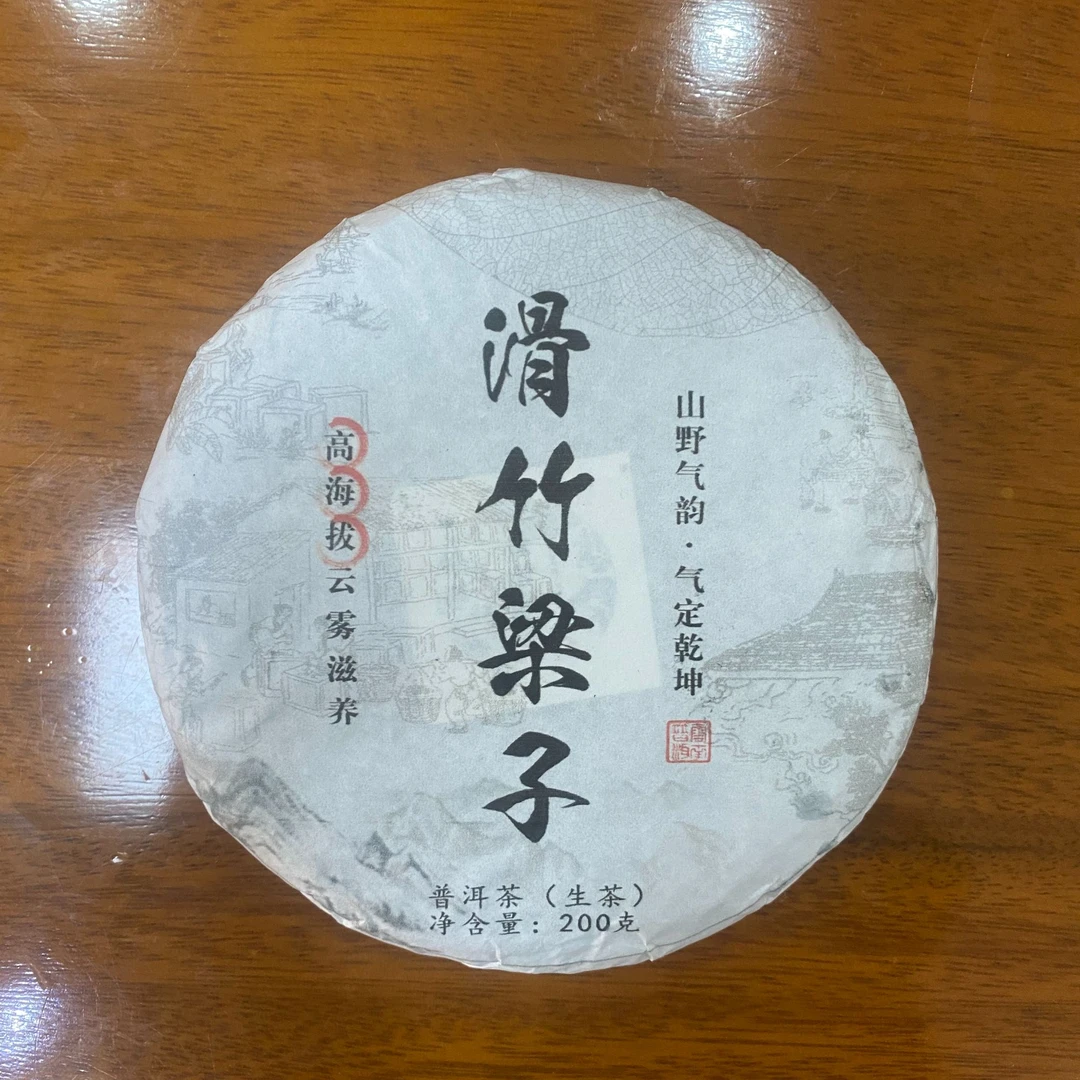 山野气韵·气定乾坤
滑竹梁子
高海拔云雾滋养
普洱茶（生茶）
净含量：200克